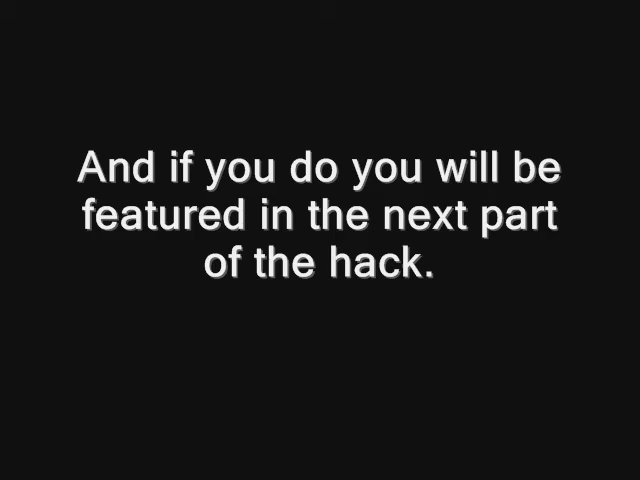 And if you do you will be
featured in the next part
of the hack.